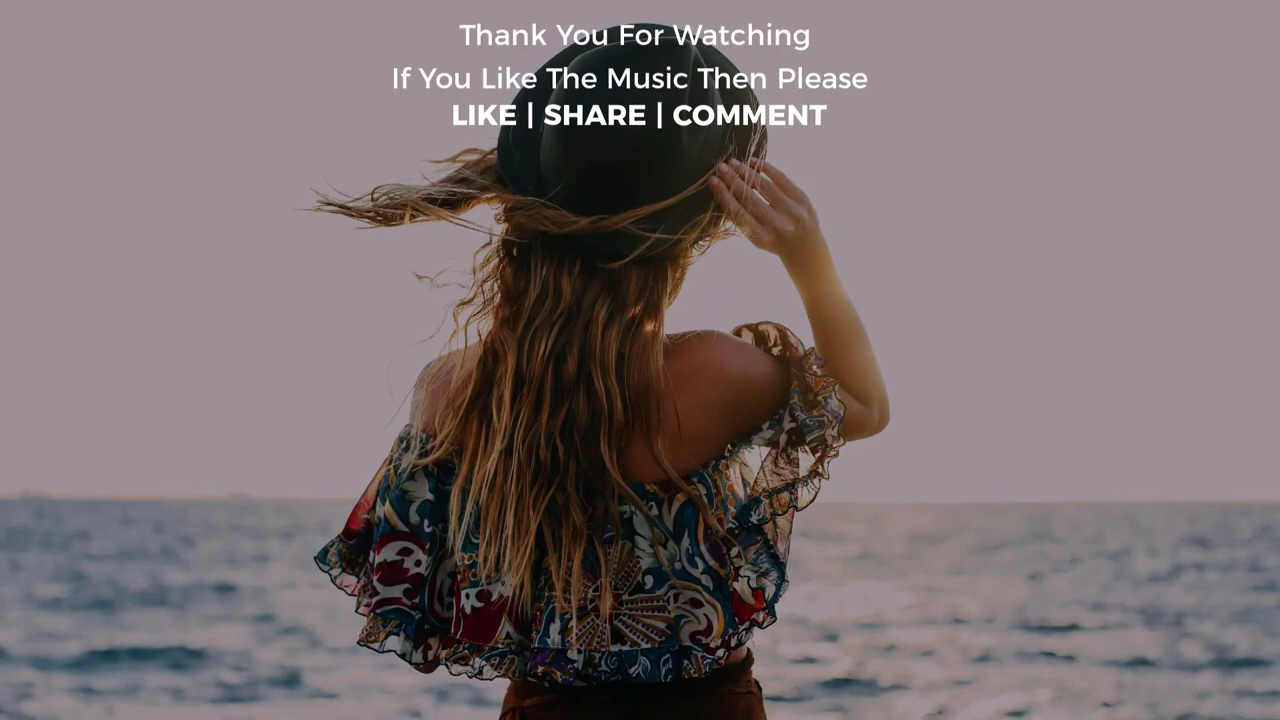 Thank You For Watching
If You Like The Music Then Please
LIKE | SHARE | COMMENT